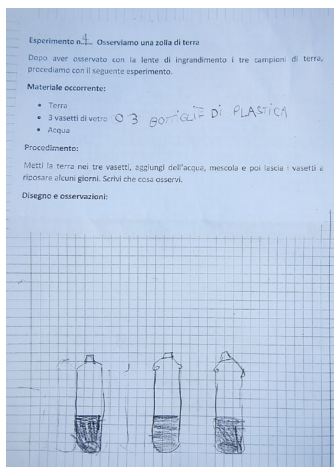 Esperimento n. 4 Osserviamo una zolla di terra
Dopo aver osservato con la lente di ingrandimento i tre campioni di terra,
procediamo con il seguente esperimento.
Materiale occorrente:
• Terra
• 3 vasetti di vetro O 3 BOTTIGLIE DI PLASTICA
• Acqua
Procedimento:
Metti la terra nei tre vasetti, aggiungi dell'acqua, mescola e poi lascia i vasetti a
riposare alcuni giorni. Scrivi che cosa osservi.
Disegno e osservazioni: